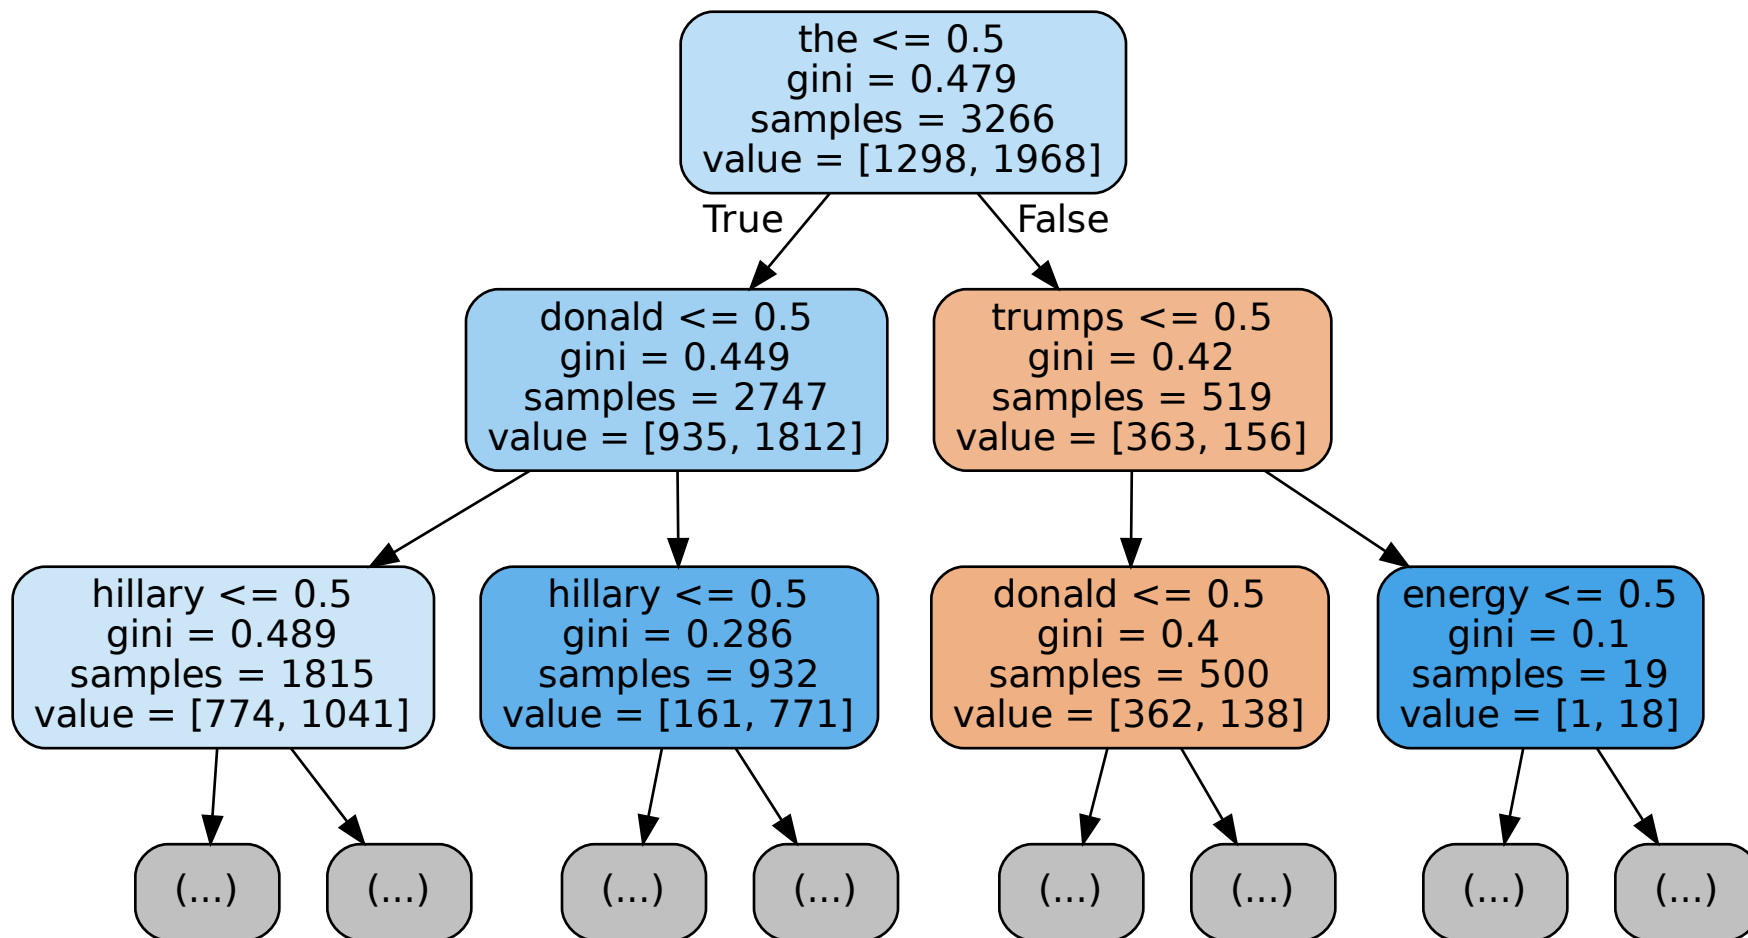 the <= 0.5
gini = 0.479
samples = 3266
value = [1298, 1968]
True
False
donald <= 0.5
gini = 0.449
samples = 2747
value = [935, 1812]
trumps <= 0.5
gini = 0.42
samples = 519
value = [363, 156]
hillary <= 0.5
gini = 0.489
samples = 1815
value = [774, 1041]
hillary <= 0.5
gini = 0.286
samples = 932
value = [161, 771]
donald <= 0.5
gini = 0.4
samples = 500
value = [362, 138]
energy <= 0.5
gini = 0.1
samples = 19
value = [1, 18]
(...)
(...)
(...)
(...)
(...)
(...)
(...)
(...)